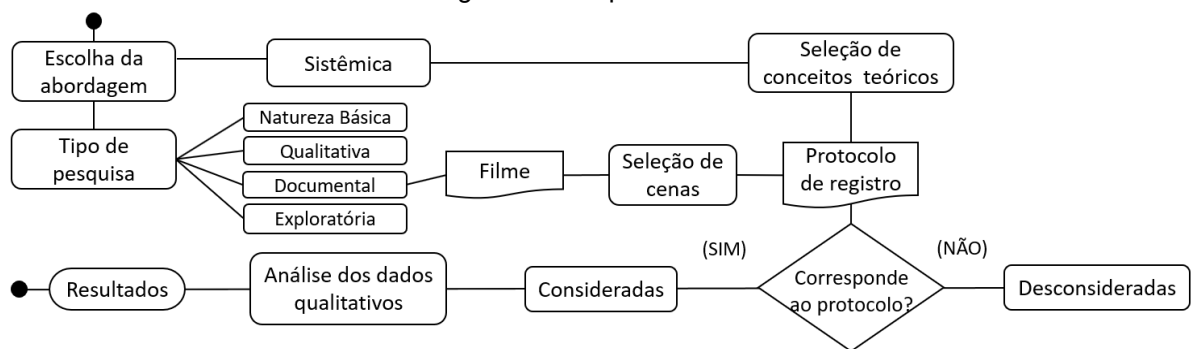 Escolha da
abordagem
Sistêmica
Seleção de
conceitos teóricos
Tipo de
pesquisa
Natureza Básica
Qualitativa
Documental
Exploratória
Filme
Seleção de
cenas
Protocolo
de registro
(SIM)
(NÃO)
Corresponde
ao protocolo?
Resultados
Análise dos dados
qualitativos
Consideradas
Desconsideradas